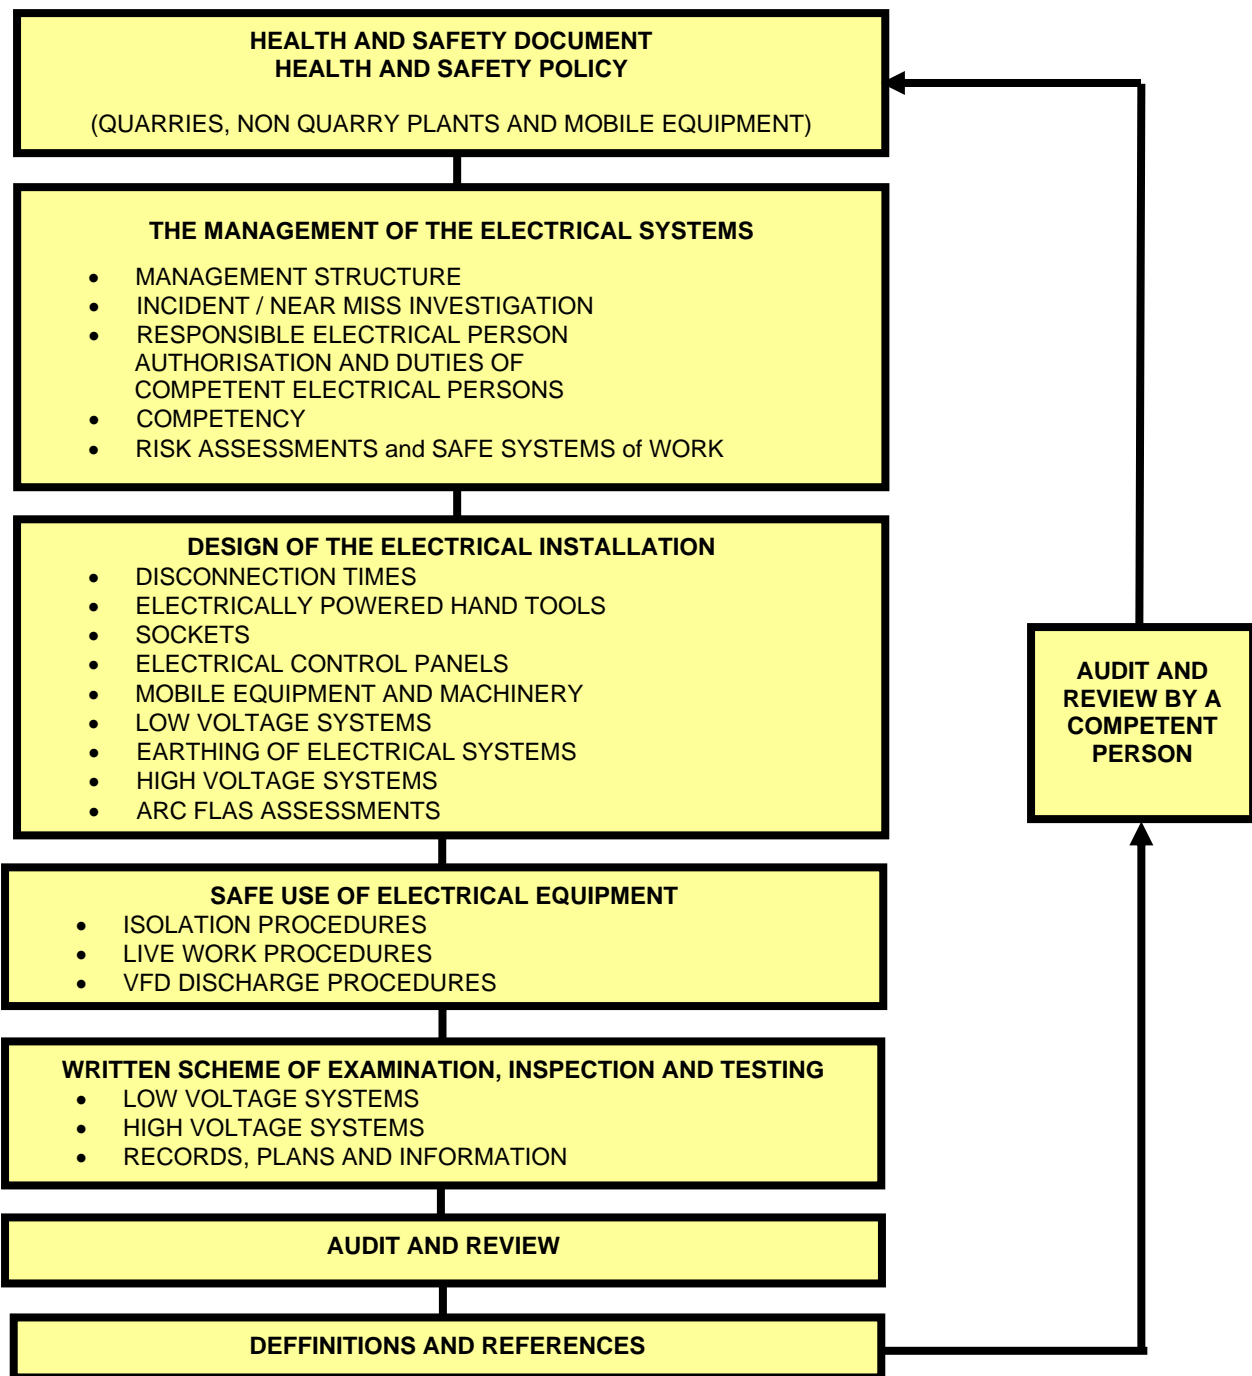 HEALTH AND SAFETY DOCUMENT
HEALTH AND SAFETY POLICY
(QUARRIES, NON QUARRY PLANTS AND MOBILE EQUIPMENT)
THE MANAGEMENT OF THE ELECTRICAL SYSTEMS
• MANAGEMENT STRUCTURE
• INCIDENT / NEAR MISS INVESTIGATION
• RESPONSIBLE ELECTRICAL PERSON
AUTHORISATION AND DUTIES OF
COMPETENT ELECTRICAL PERSONS
• COMPETENCY
• RISK ASSESSMENTS and SAFE SYSTEMS of WORK
DESIGN OF THE ELECTRICAL INSTALLATION
• DISCONNECTION TIMES
• ELECTRICALLY POWERED HAND TOOLS
• SOCKETS
• ELECTRICAL CONTROL PANELS
• MOBILE EQUIPMENT AND MACHINERY
• LOW VOLTAGE SYSTEMS
• EARTHING OF ELECTRICAL SYSTEMS
• HIGH VOLTAGE SYSTEMS
• ARC FLAS ASSESSMENTS
SAFE USE OF ELECTRICAL EQUIPMENT
• ISOLATION PROCEDURES
• LIVE WORK PROCEDURES
• VFD DISCHARGE PROCEDURES
WRITTEN SCHEME OF EXAMINATION, INSPECTION AND TESTING
• LOW VOLTAGE SYSTEMS
• HIGH VOLTAGE SYSTEMS
• RECORDS, PLANS AND INFORMATION
AUDIT AND REVIEW
DEFFINITIONS AND REFERENCES
AUDIT AND
REVIEW BY A
COMPETENT
PERSON